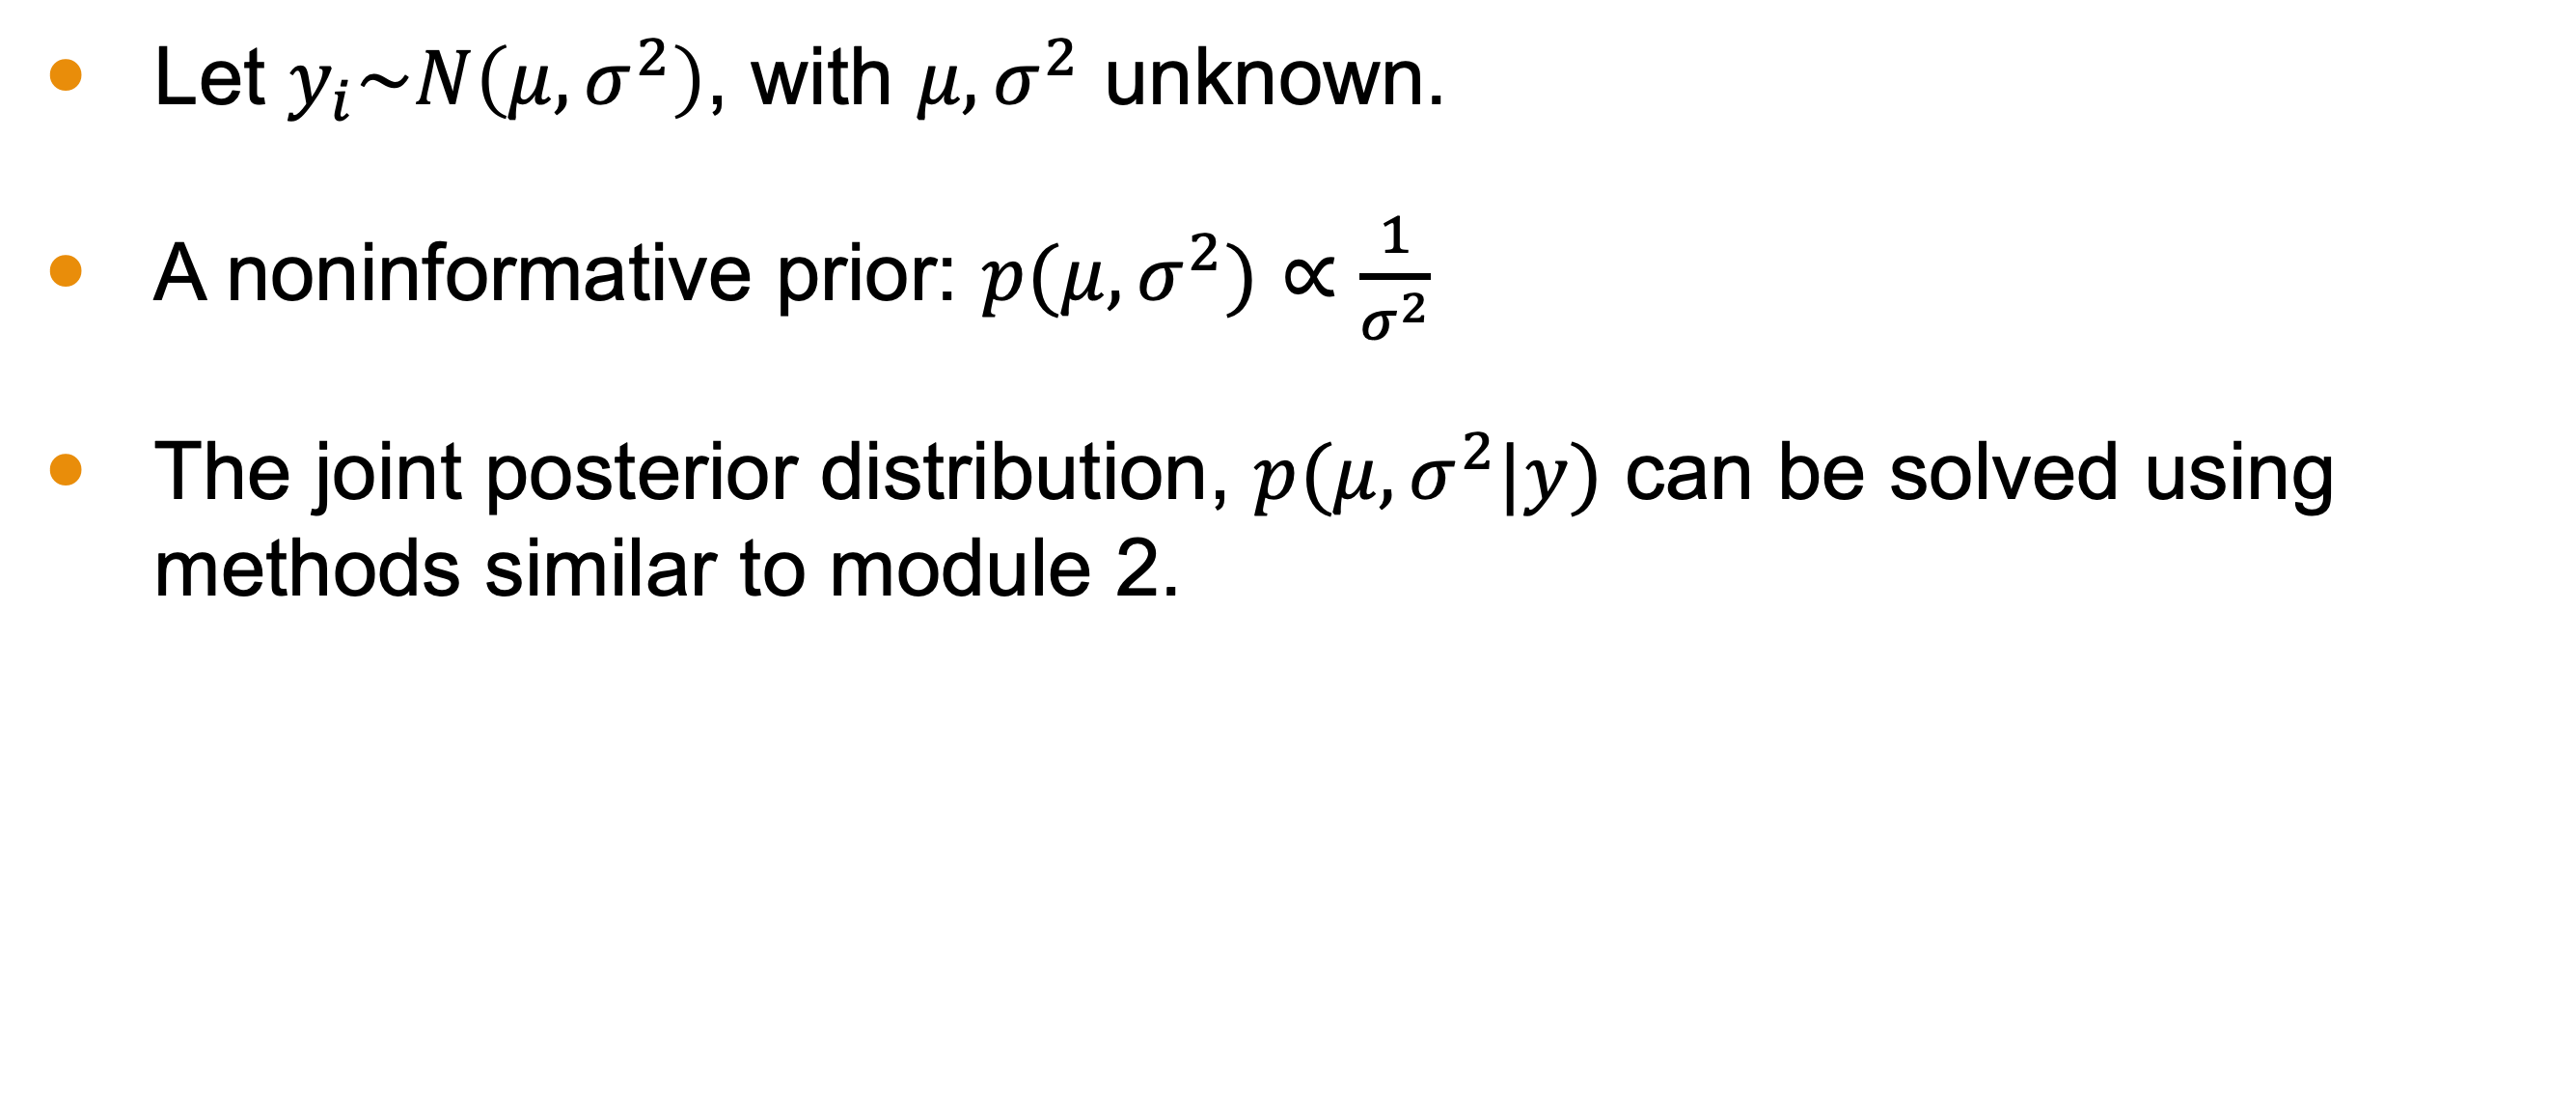 • Let 𝑦ᵢ~𝑁(𝜇, 𝜎²), with 𝜇, 𝜎² unknown.
• A noninformative prior: 𝑝(𝜇, 𝜎²) ∝ 1/𝜎²
• The joint posterior distribution, 𝑝(𝜇, 𝜎²|𝑦) can be solved using
methods similar to module 2.